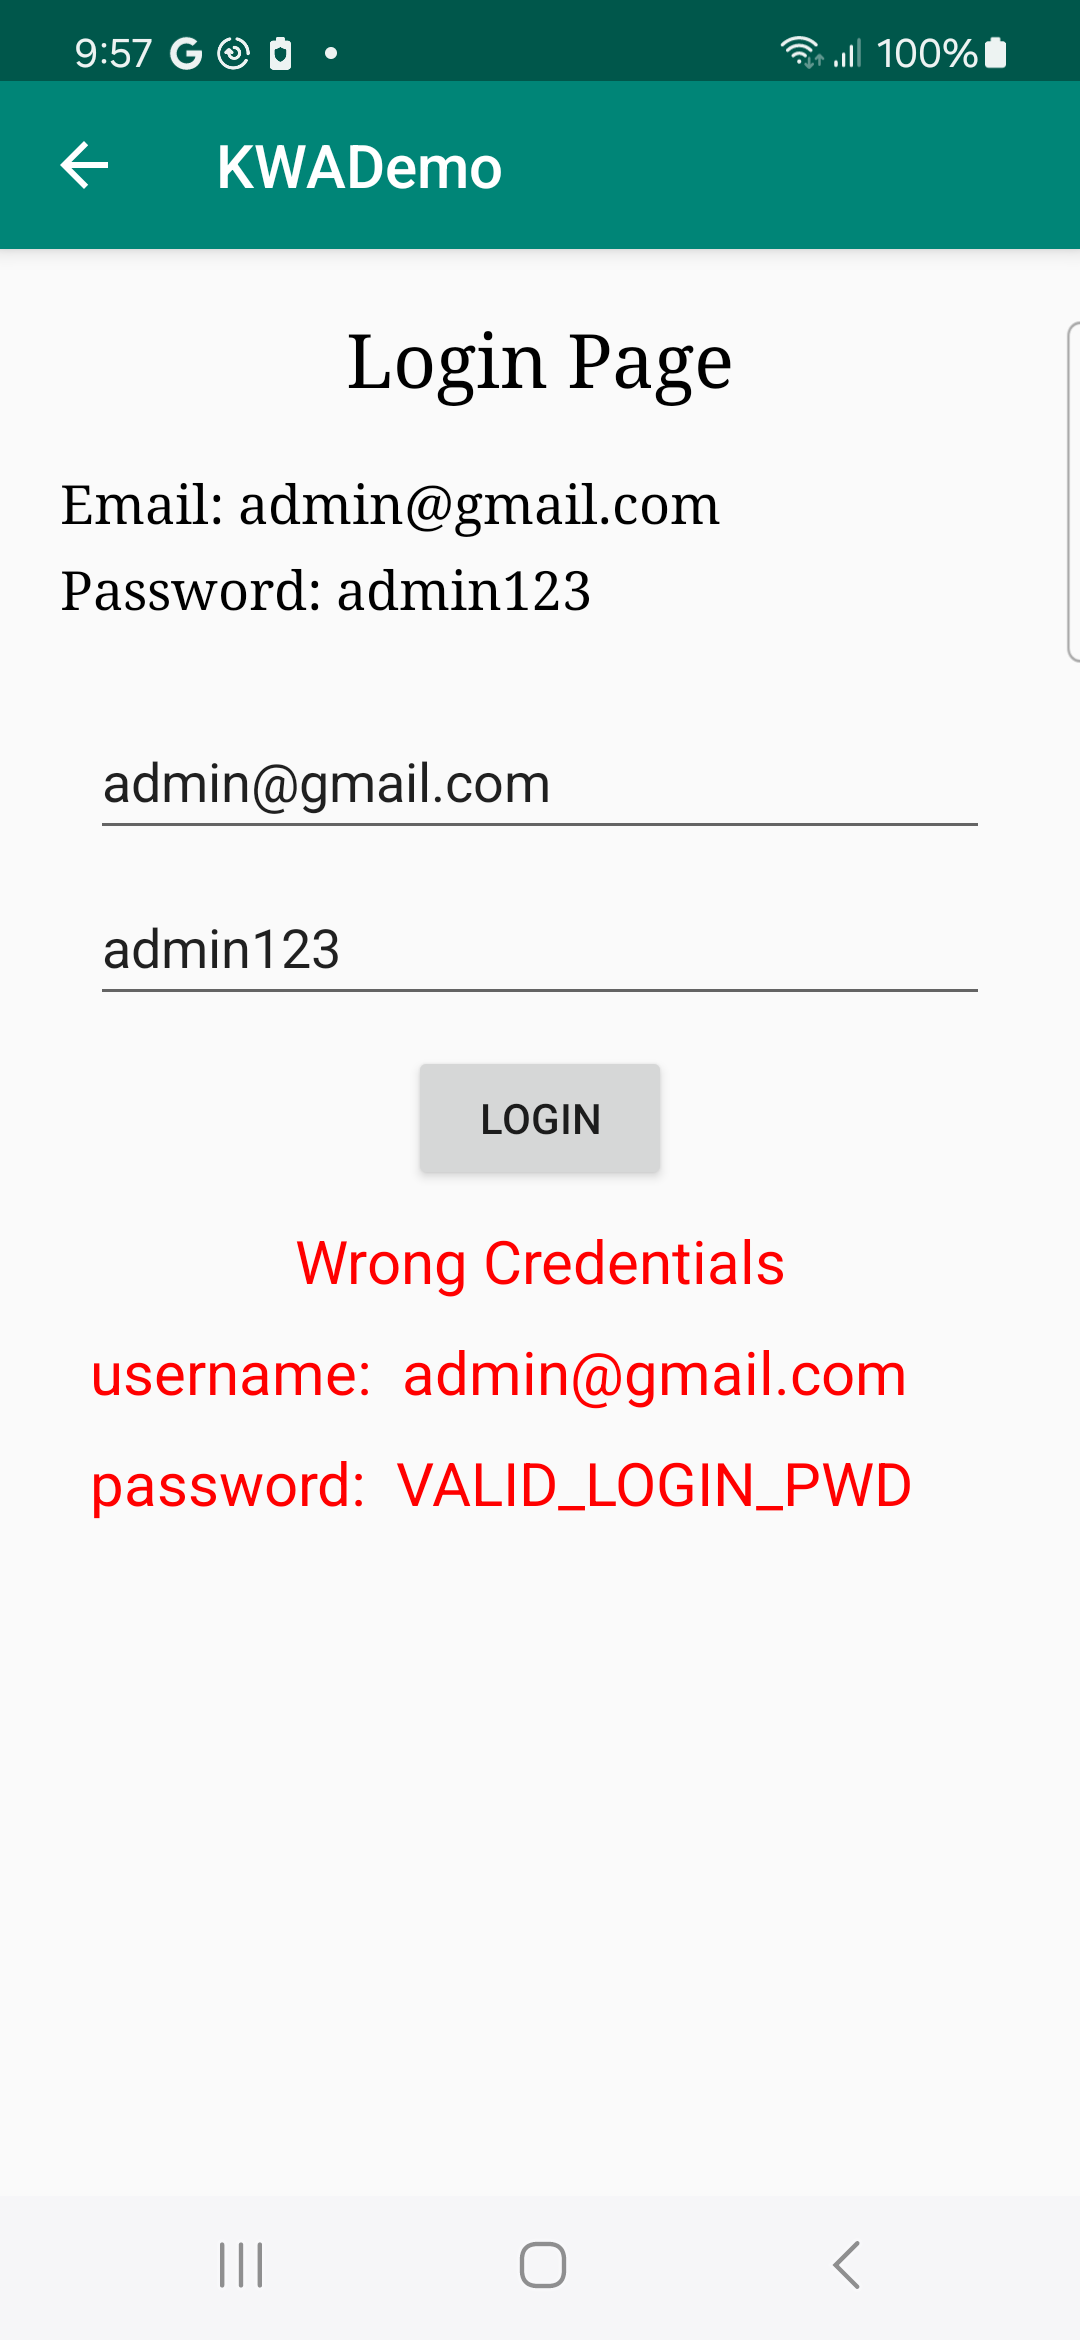 9:57 G 100%
KWADemo
Login Page
Email: admin@gmail.com
Password: admin123
admin@gmail.com
admin123
LOGIN
Wrong Credentials
username: admin@gmail.com
password: VALID_LOGIN_PWD